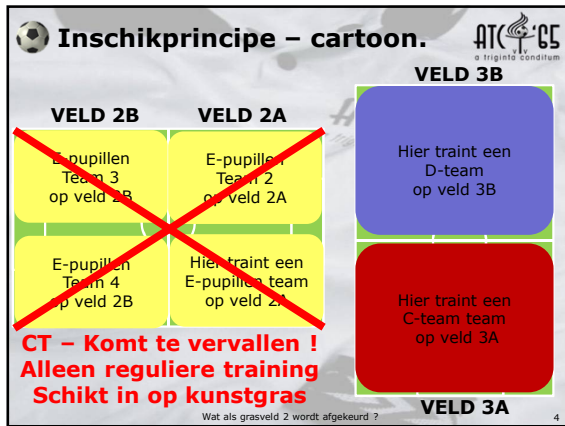 Inschikprincipe – cartoon.
ATC '65
a triginta conditum
VELD 3B
VELD 2B
VELD 2A
E-pupillen
Team 3
op veld 2B
E-pupillen
Team 2
op veld 2A
Hier traint een
D-team
op veld 3B
E-pupillen
Team 4
op veld 2B
Hier traint een
E-pupillen team
op veld 2A
Hier traint een
C-team team
op veld 3A
CT – Komt te vervallen !
Alleen reguliere training
Schikt in op kunstgras
VELD 3A
Wat als grasveld 2 wordt afgekeurd ?
4